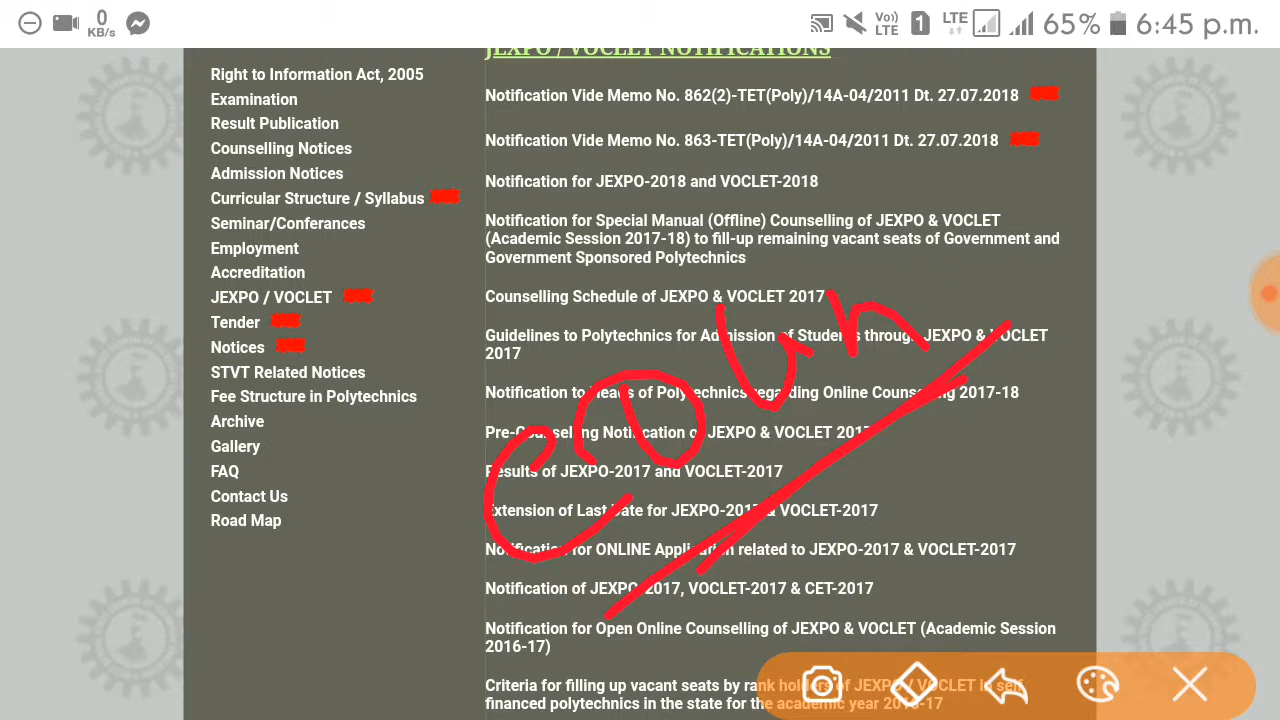 0
KB/s
Vo)
LTE
1
LTE
65%
6:45 p.m.
JEXPO / VOCLET NOTIFICATIONS
Right to Information Act, 2005
Examination
Result Publication
Counselling Notices
Admission Notices
Curricular Structure / Syllabus
Seminar/Conferances
Employment
Accreditation
JEXPO / VOCLET
Tender
Notices
STVT Related Notices
Fee Structure in Polytechnics
Archive
Gallery
FAQ
Contact Us
Road Map
Notification Vide Memo No. 862(2)-TET(Poly)/14A-04/2011 Dt. 27.07.2018
Notification Vide Memo No. 863-TET(Poly)/14A-04/2011 Dt. 27.07.2018
Notification for JEXPO-2018 and VOCLET-2018
Notification for Special Manual (Offline) Counselling of JEXPO & VOCLET
(Academic Session 2017-18) to fill-up remaining vacant seats of Government and
Government Sponsored Polytechnics
Counselling Schedule of JEXPO & VOCLET 2017
Guidelines to Polytechnics for Admission of Students through JEXPO & VOCLET
2017
Notification to Heads of Polytechnics regarding Online Counselling 2017-18
Pre-Counselling Notification of JEXPO & VOCLET 2017
Results of JEXPO-2017 and VOCLET-2017
Extension of Last Date for JEXPO-2017 & VOCLET-2017
Notification for ONLINE Application related to JEXPO-2017 & VOCLET-2017
Notification of JEXPO-2017, VOCLET-2017 & CET-2017
Notification for Open Online Counselling of JEXPO & VOCLET (Academic Session
2016-17)
Criteria for filling up vacant seats by rank holders of JEXPO / VOCLET in self
financed polytechnics in the state for the academic year 2016-17
Coun